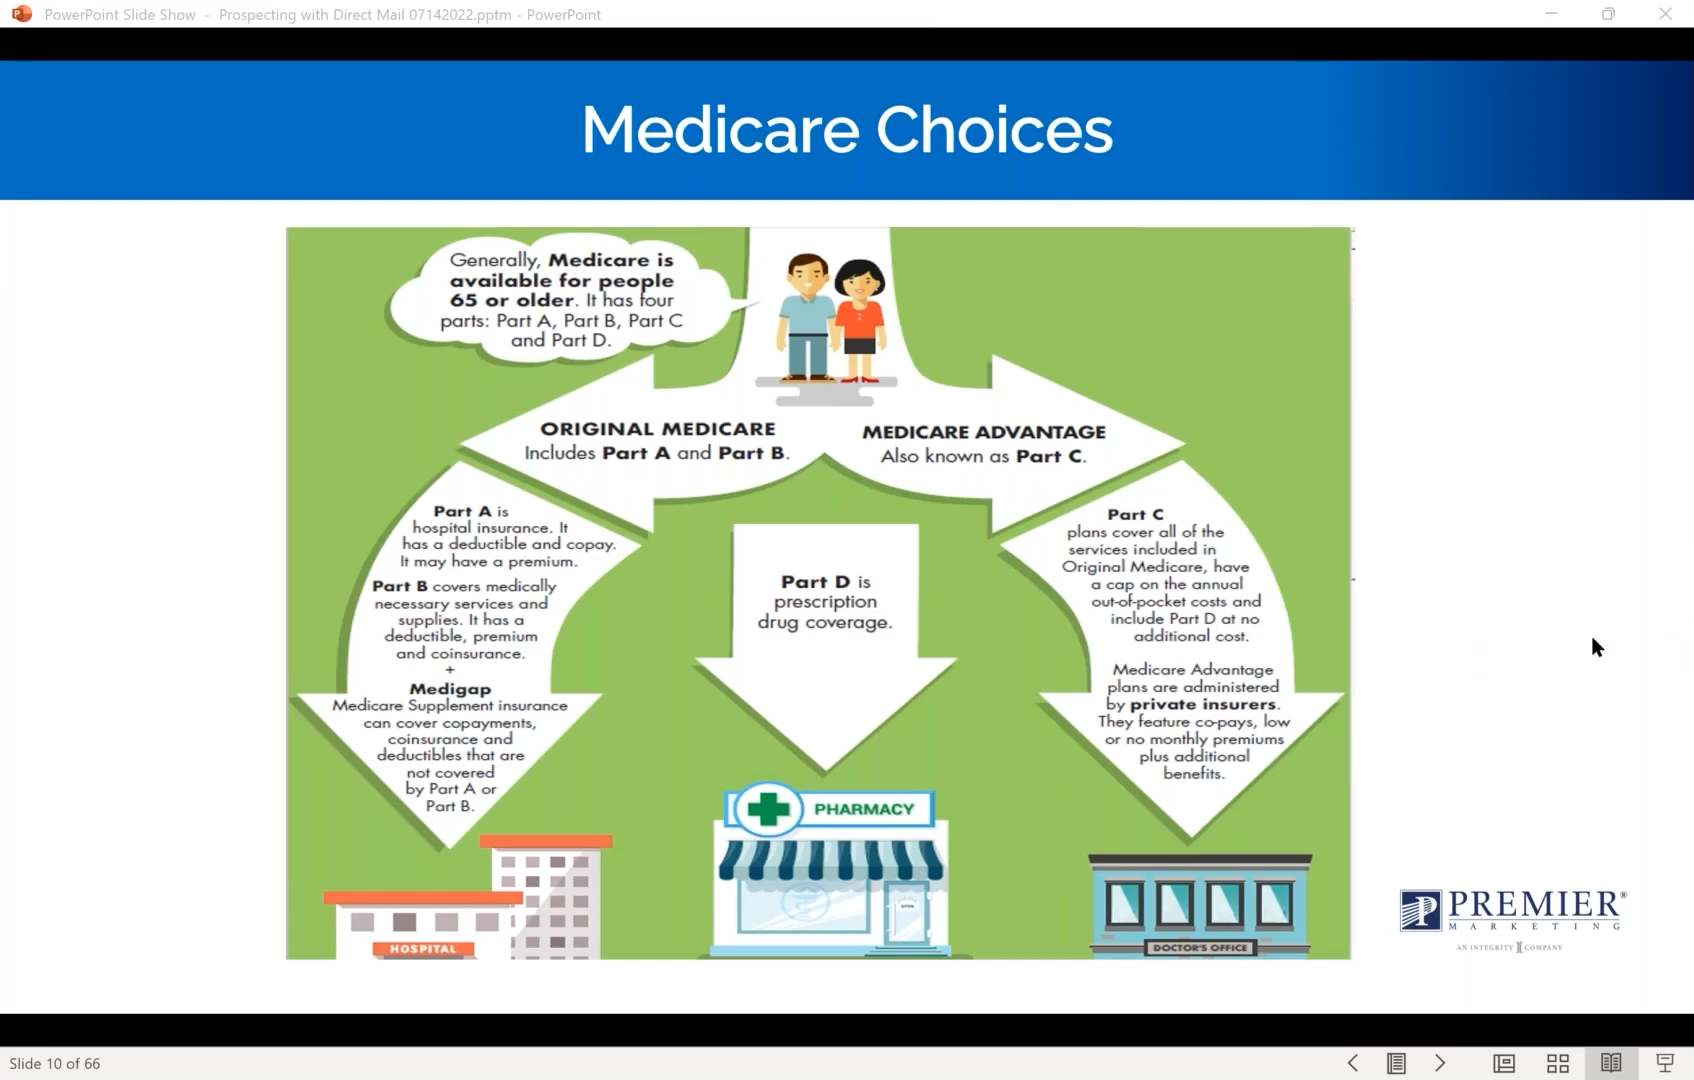 PowerPoint Slide Show - Prospecting with Direct Mail 07142022.pptm - PowerPoint
Medicare Choices
Generally, Medicare is
available for people
65 or older. It has four
parts: Part A, Part B, Part C
and Part D.
ORIGINAL MEDICARE
Includes Part A and Part B.
MEDICARE ADVANTAGE
Also known as Part C.
Part A is
hospital insurance. It
has a deductible and copay.
It may have a premium.
Part B covers medically
necessary services and
supplies. It has a
deductible, premium
and coinsurance.
+
Medigap
Medicare Supplement insurance
can cover copayments,
coinsurance and
deductibles that are
not covered
by Part A or
Part B.
Part D is
prescription
drug coverage.
Part C
plans cover all of the
services included in
Original Medicare, have
a cap on the annual
out-of-pocket costs and
include Part D at no
additional cost.
Medicare Advantage
plans are administered
by private insurers.
They feature co-pays, low
or no monthly premiums
plus additional
benefits.
HOSPITAL
PHARMACY
OPEN
DOCTOR'S OFFICE
PREMIER®
MARKETING
AN INTEGRITY COMPANY
Slide 10 of 66